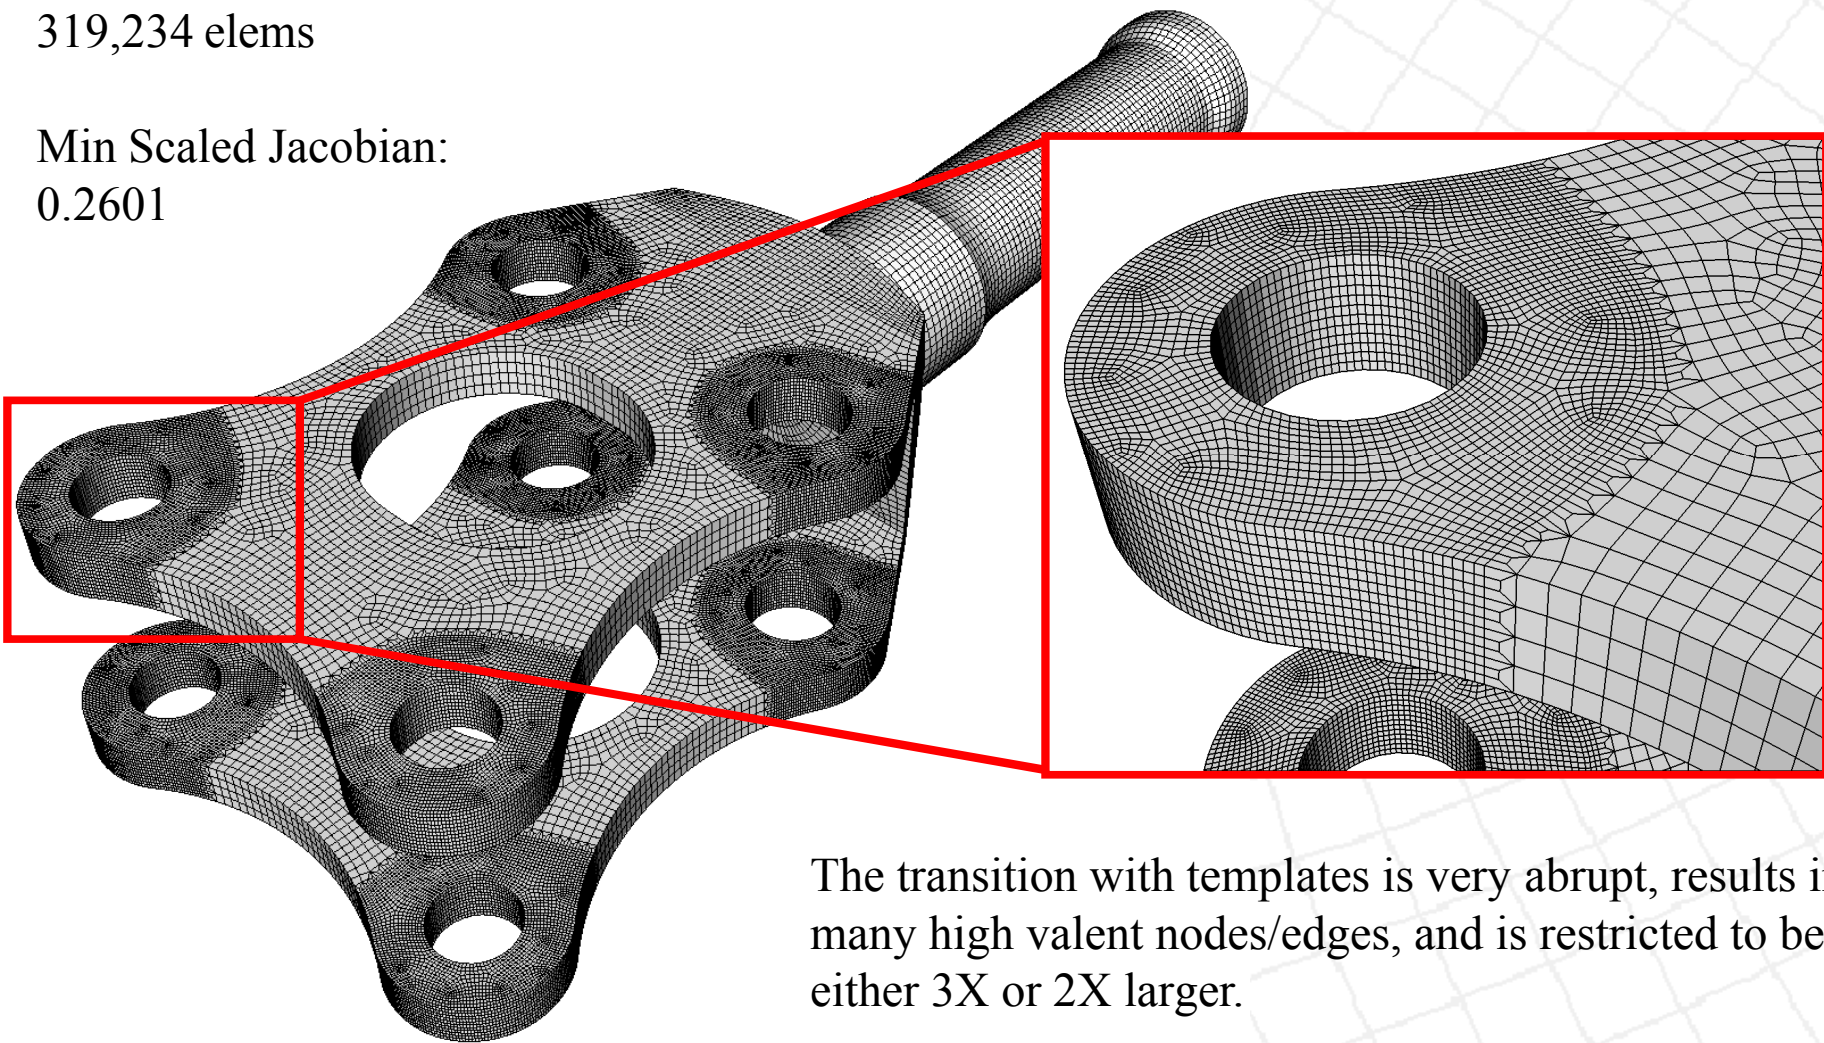 319,234 elems
Min Scaled Jacobian:
0.2601
The transition with templates is very abrupt, results
many high valent nodes/edges, and is restricted to be
either 3X or 2X larger.